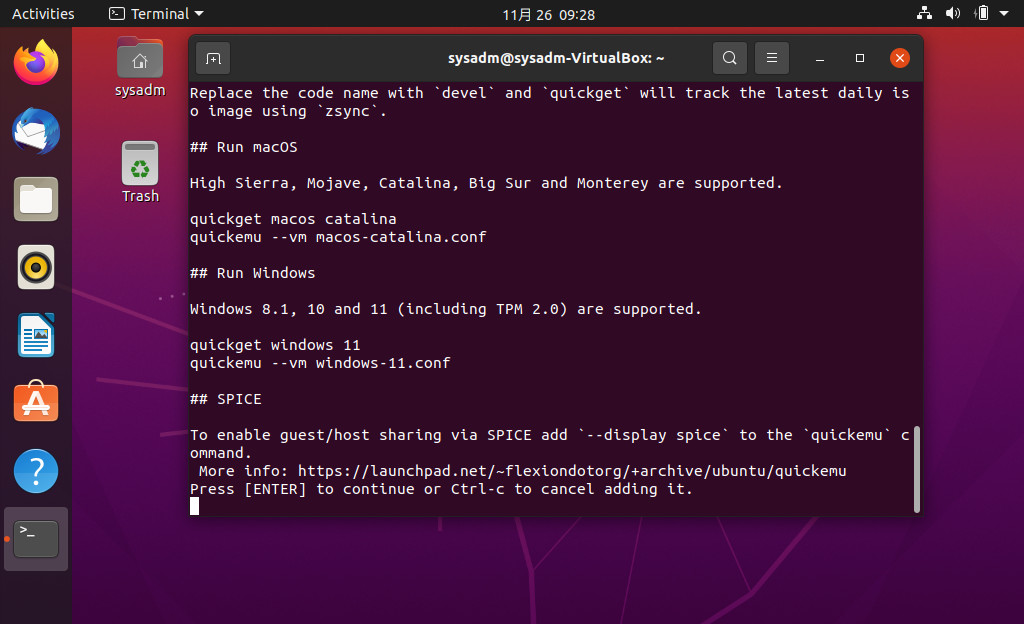 Activities
Terminal
11月 26 09:28
sysadm
Trash
sysadm@sysadm-VirtualBox: ~
Replace the code name with `devel` and `quickget` will track the latest daily is
o image using `zsync`.
## Run macOS
High Sierra, Mojave, Catalina, Big Sur and Monterey are supported.
quickget macos catalina
quickemu --vm macos-catalina.conf
## Run Windows
Windows 8.1, 10 and 11 (including TPM 2.0) are supported.
quickget windows 11
quickemu --vm windows-11.conf
## SPICE
To enable guest/host sharing via SPICE add `--display spice` to the `quickemu` c
ommand.
More info: https://launchpad.net/~flexiondotorg/+archive/ubuntu/quickemu
Press [ENTER] to continue or Ctrl-c to cancel adding it.